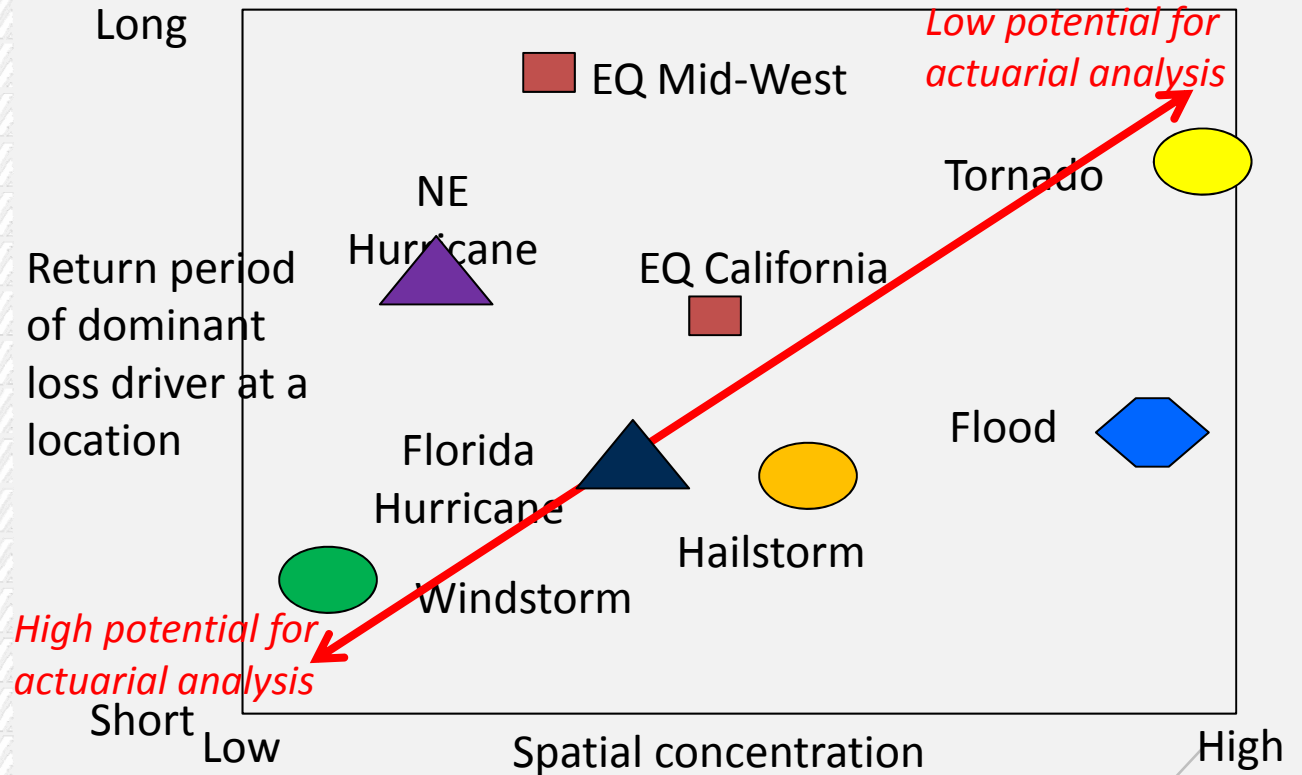 Long
Low potential for
actuarial analysis
EQ Mid-West
Tornado
NE
Hurricane
EQ California
Return period
of dominant
loss driver at a
location
Florida
Hurricane
Flood
Hailstorm
Windstorm
High potential for
actuarial analysis
Short
Low
Spatial concentration
High